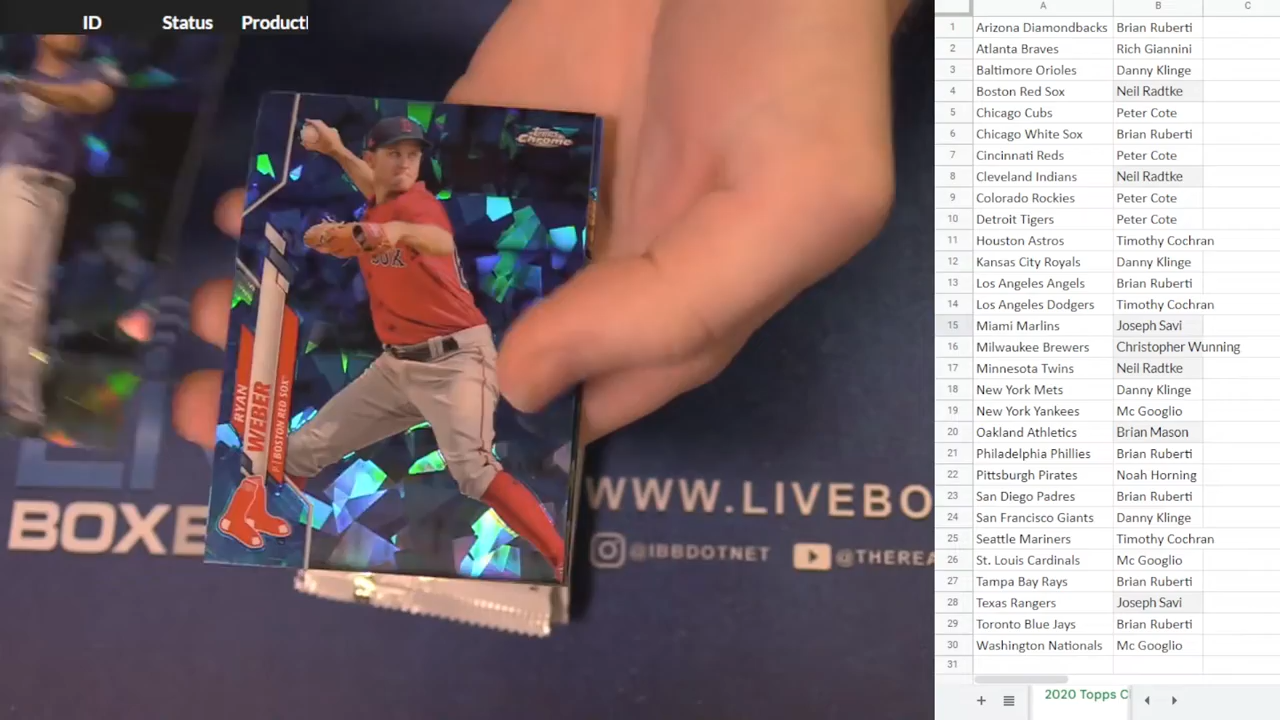 ID Status Producti
Topps
Chrome
SOX
RYAN
WEBER
P | BOSTON RED SOX
BOXB
WWW.LIVEBO
@IBBDOTNET @THEREA
A B C
1 Arizona Diamondbacks Brian Ruberti
2 Atlanta Braves Rich Giannini
3 Baltimore Orioles Danny Klinge
4 Boston Red Sox Neil Radtke
5 Chicago Cubs Peter Cote
6 Chicago White Sox Brian Ruberti
7 Cincinnati Reds Peter Cote
8 Cleveland Indians Neil Radtke
9 Colorado Rockies Peter Cote
10 Detroit Tigers Peter Cote
11 Houston Astros Timothy Cochran
12 Kansas City Royals Danny Klinge
13 Los Angeles Angels Brian Ruberti
14 Los Angeles Dodgers Timothy Cochran
15 Miami Marlins Joseph Savi
16 Milwaukee Brewers Christopher Wunning
17 Minnesota Twins Neil Radtke
18 New York Mets Danny Klinge
19 New York Yankees Mc Googlio
20 Oakland Athletics Brian Mason
21 Philadelphia Phillies Brian Ruberti
22 Pittsburgh Pirates Noah Horning
23 San Diego Padres Brian Ruberti
24 San Francisco Giants Danny Klinge
25 Seattle Mariners Timothy Cochran
26 St. Louis Cardinals Mc Googlio
27 Tampa Bay Rays Brian Ruberti
28 Texas Rangers Joseph Savi
29 Toronto Blue Jays Brian Ruberti
30 Washington Nationals Mc Googlio
31
2020 Topps C